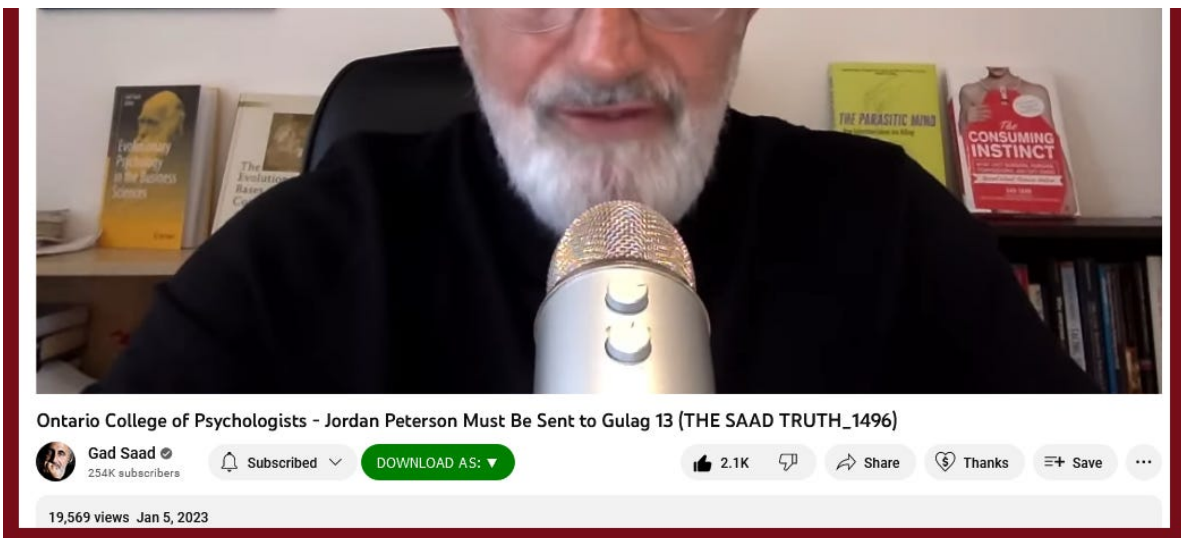 Evolutionary
Psychology
in the Business
Sciences
The
Evolution
Bases
THE PARASITIC MIND
The
CONSUMING
INSTINCT
GAD SAAD
Ontario College of Psychologists - Jordan Peterson Must Be Sent to Gulag 13 (THE SAAD TRUTH_1496)
Gad Saad
254K subscribers
Subscribed
DOWNLOAD AS: ▼
2.1K
Share
Thanks
Save
...
19,569 views Jan 5, 2023